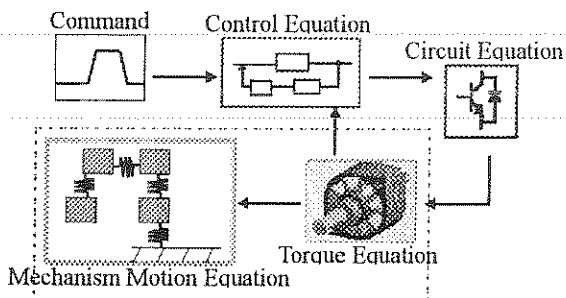 Command
Control Equation
Circuit Equation
Torque Equation
Mechanism Motion Equation